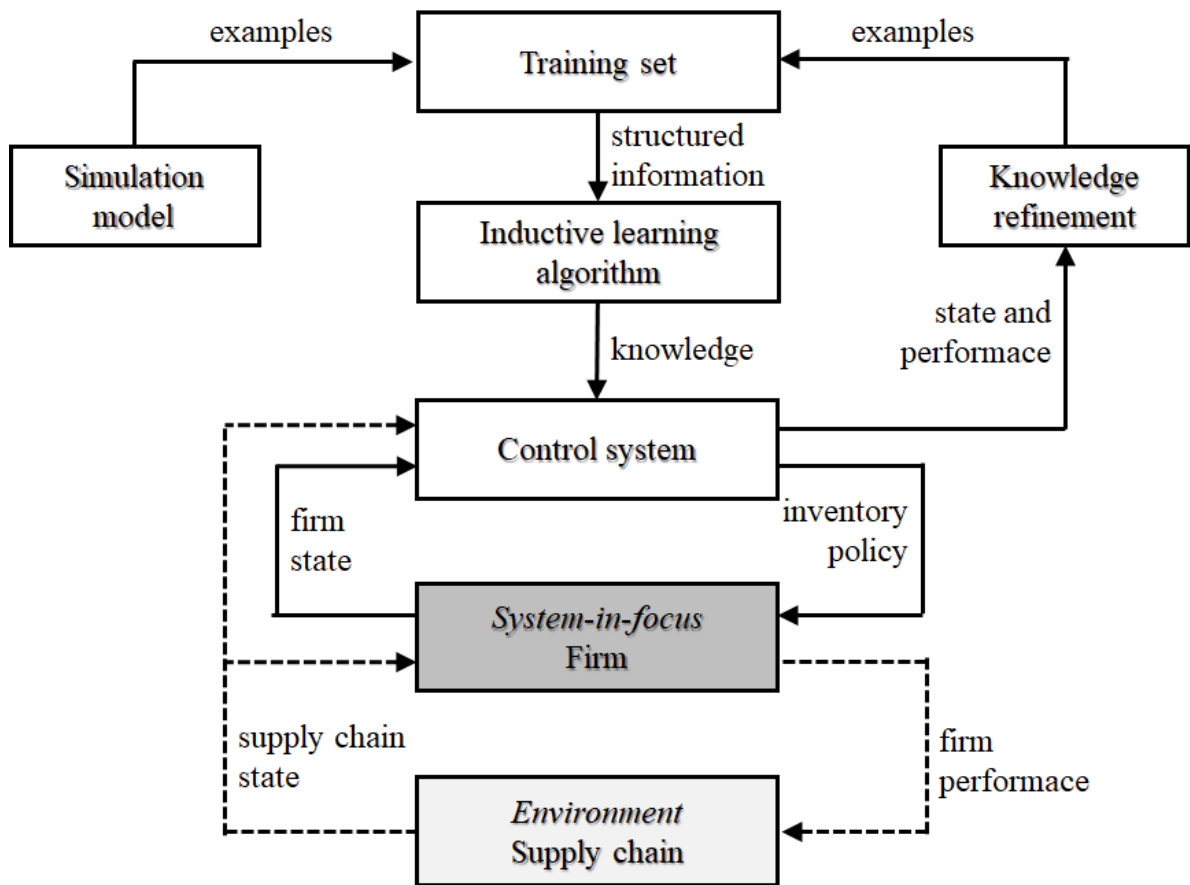 examples
examples
Training set
structured
information
Simulation
model
Knowledge
refinement
Inductive learning
algorithm
state and
performace
knowledge
Control system
firm
state
inventory
policy
System-in-focus
Firm
supply chain
state
firm
performace
Environment
Supply chain